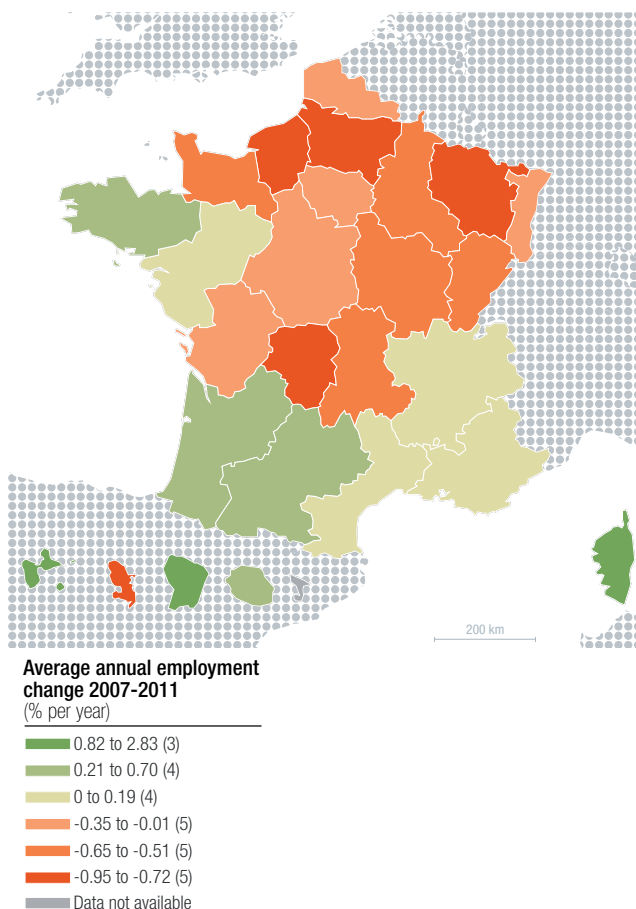 200 km
Average annual employment
change 2007-2011
(% per year)
0.82 to 2.83 (3)
0.21 to 0.70 (4)
0 to 0.19 (4)
-0.35 to -0.01 (5)
-0.65 to -0.51 (5)
-0.95 to -0.72 (5)
Data not available